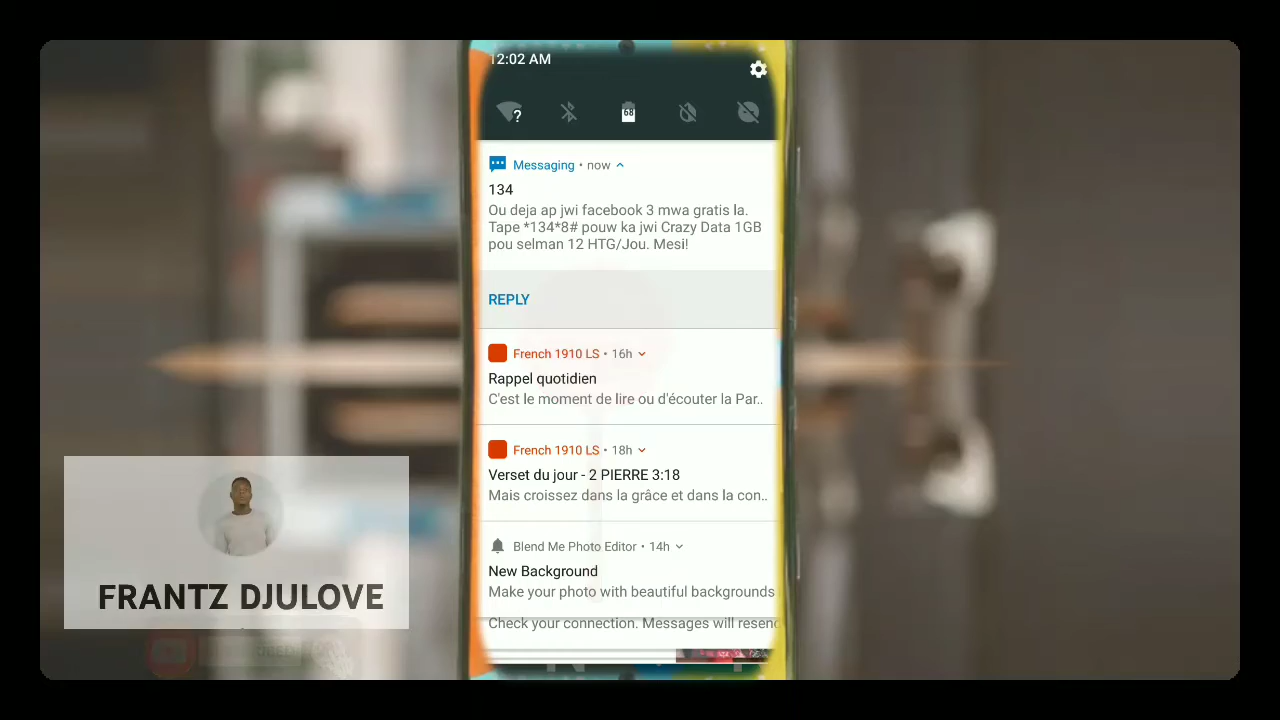 12:02 AM
?
68
Messaging • now
134
Ou deja ap jwi facebook 3 mwa gratis la.
Tape *134*8# pouw ka jwi Crazy Data 1GB
pou selman 12 HTG/Jou. Mesi!
REPLY
French 1910 LS • 16h
Rappel quotidien
C'est le moment de lire ou d'écouter la Par..
French 1910 LS • 18h
Verset du jour - 2 PIERRE 3:18
Mais croissez dans la grâce et dans la con..
Blend Me Photo Editor • 14h
New Background
Make your photo with beautiful backgrounds
Check your connection. Messages will resend
FRANTZ DJULOVE